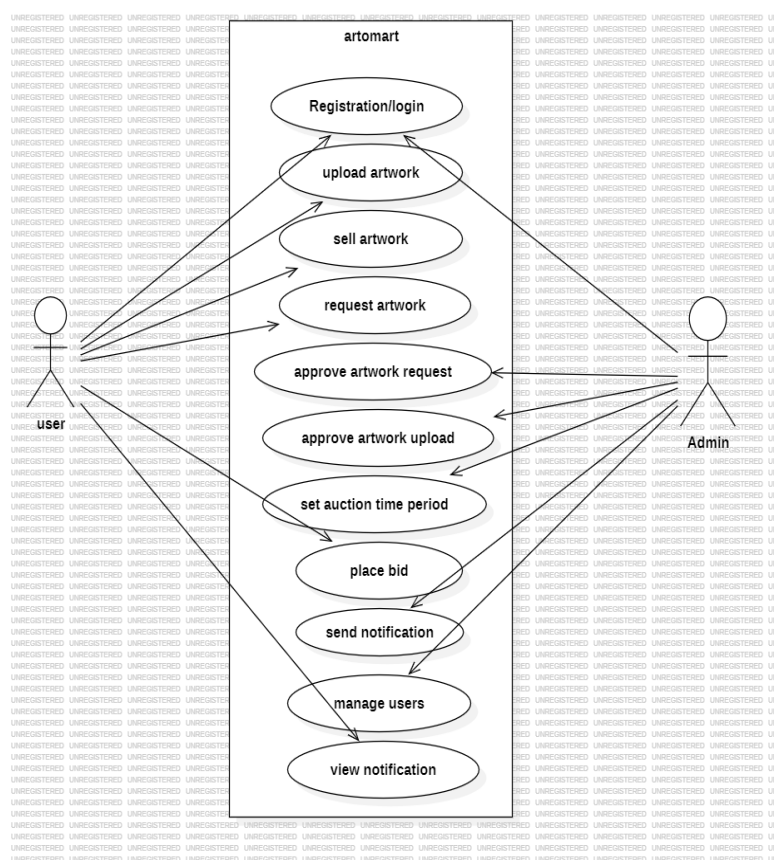 artomart
Registration/login
upload artwork
sell artwork
request artwork
approve artwork request
user
approve artwork upload
Admin
set auction time period
place bid
send notification
manage users
view notification
UNREGISTERED